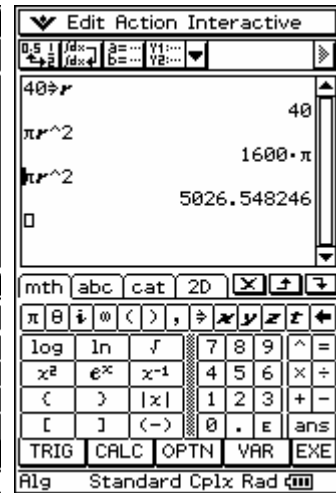 Edit Action Interactive
40⇒r
40
πr^2
1600·π
πr^2
5026.548246
mth abc cat 2D
π θ i ∞ ( ) , ⇒ x y z t
log ln √ 7 8 9 ^ =
x² eˣ x⁻¹ 4 5 6 × ÷
( ) |x| 1 2 3 + −
[ ] (−) 0 . E ans
TRIG CALC OPTN VAR EXE
Alg Standard Cplx Rad